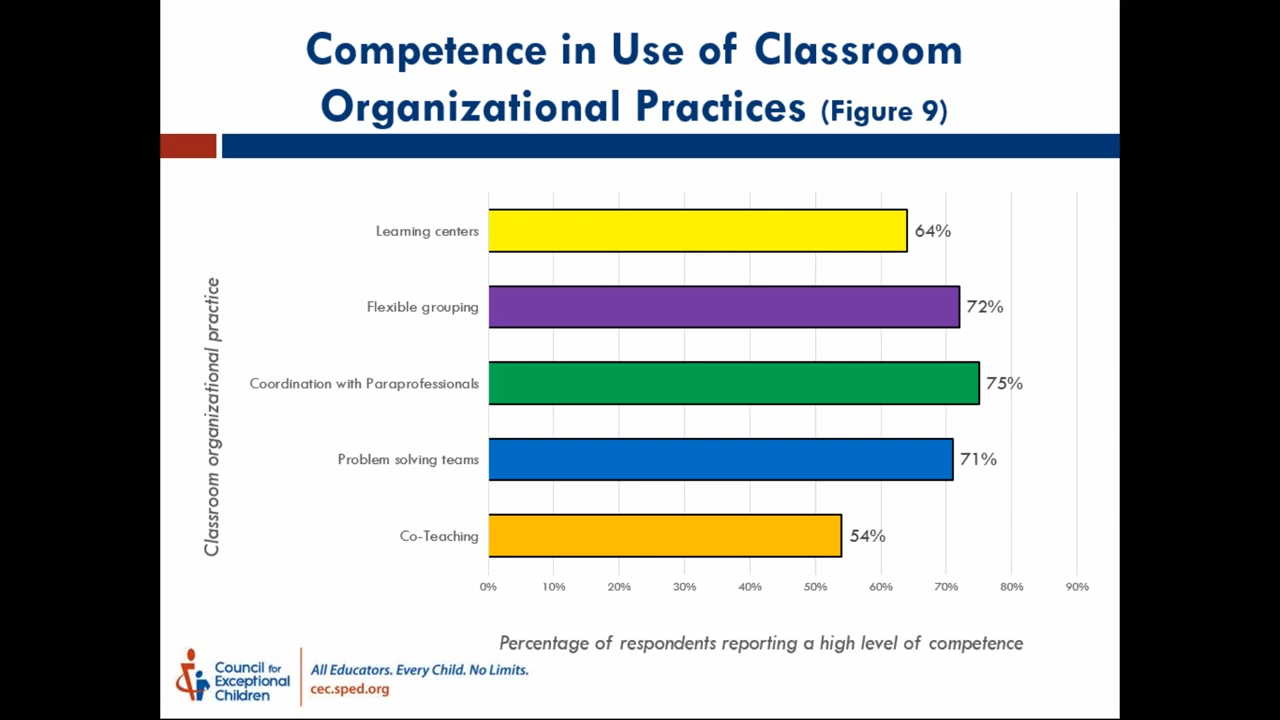 Competence in Use of Classroom
Organizational Practices (Figure 9)
Classroom organizational practice
Learning centers
64%
Flexible grouping
72%
Coordination with Paraprofessionals
75%
Problem solving teams
71%
Co-Teaching
54%
0% 10% 20% 30% 40% 50% 60% 70% 80% 90%
Percentage of respondents reporting a high level of competence
Council for
Exceptional
Children
All Educators. Every Child. No Limits.
cec.sped.org